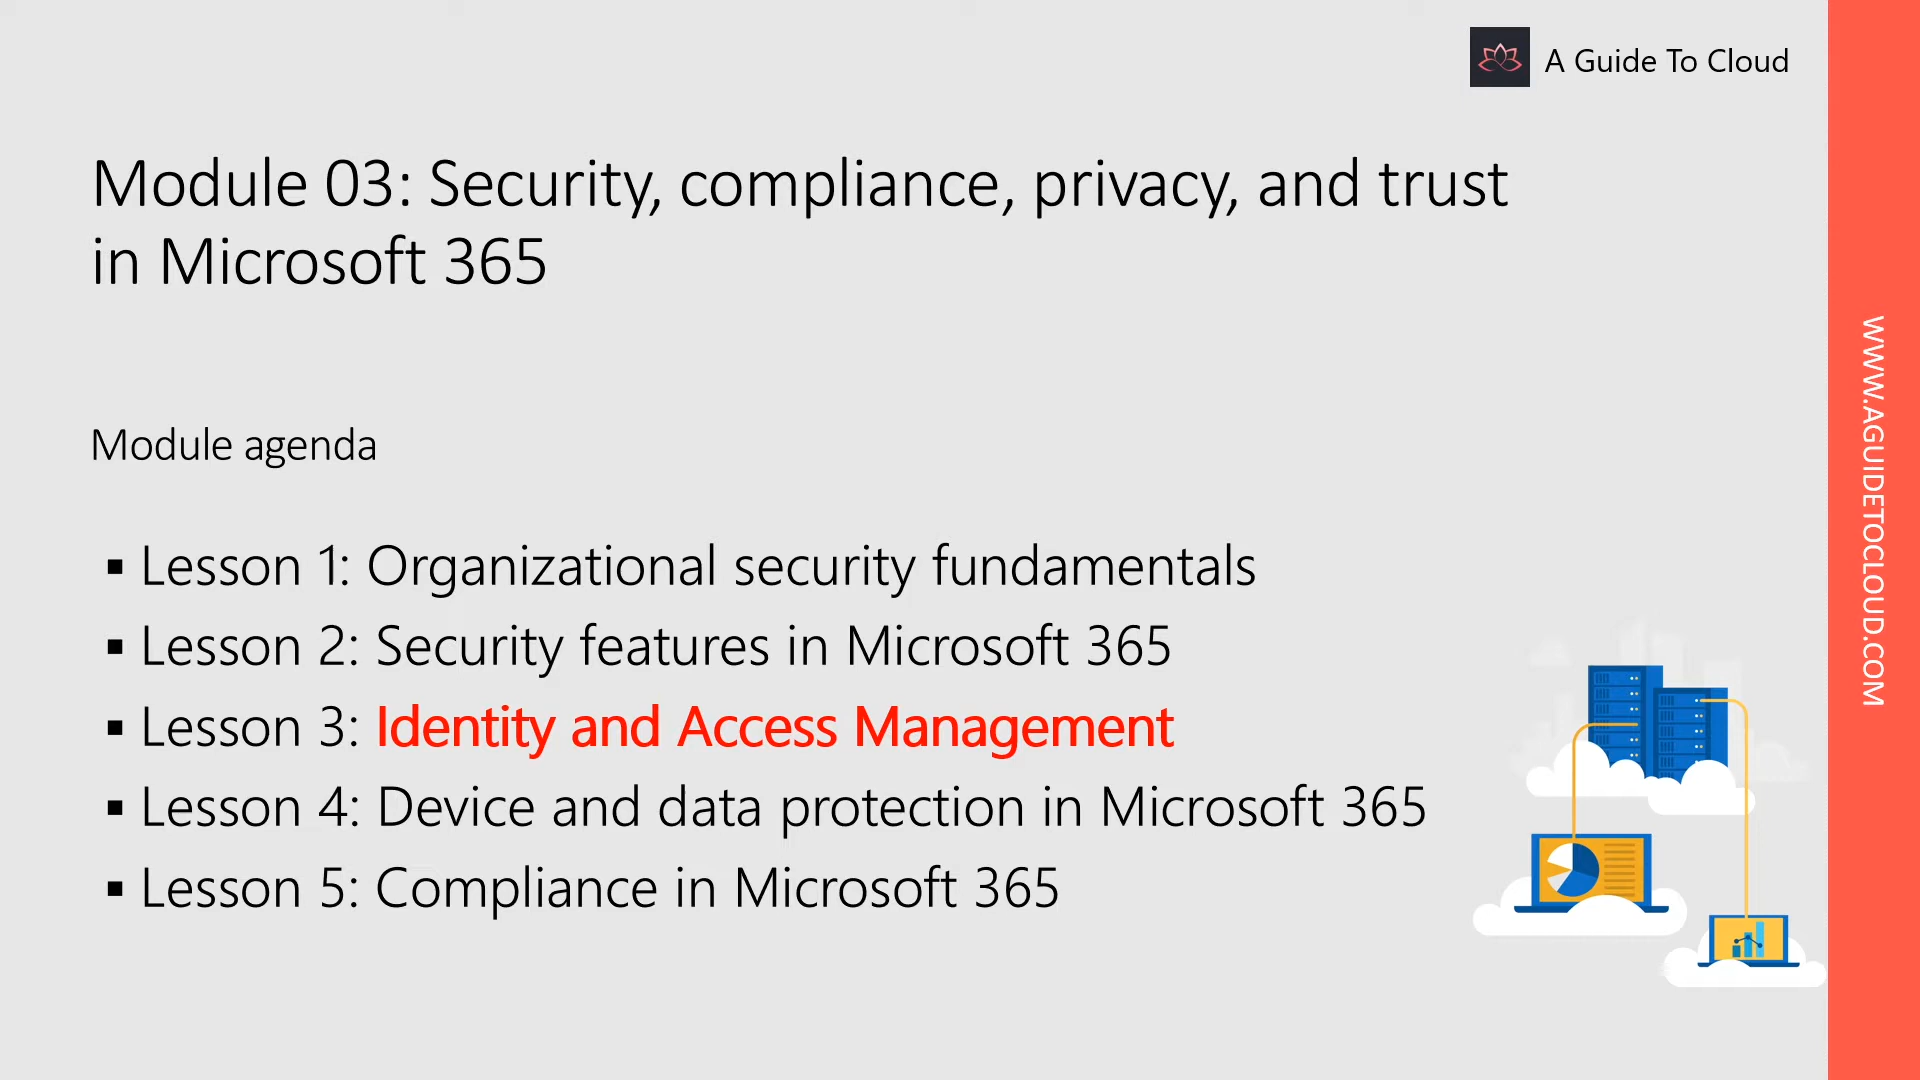 A Guide To Cloud
Module 03: Security, compliance, privacy, and trust
in Microsoft 365
Module agenda
▪ Lesson 1: Organizational security fundamentals
▪ Lesson 2: Security features in Microsoft 365
▪ Lesson 3: Identity and Access Management
▪ Lesson 4: Device and data protection in Microsoft 365
▪ Lesson 5: Compliance in Microsoft 365
WWW.AGUIDETOCLOUD.COM